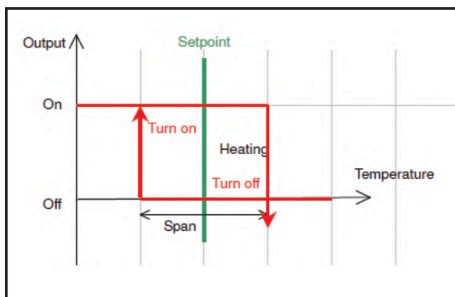 Setpoint
Output
On
Turn on
Heating
Temperature
Turn off
Off
Span